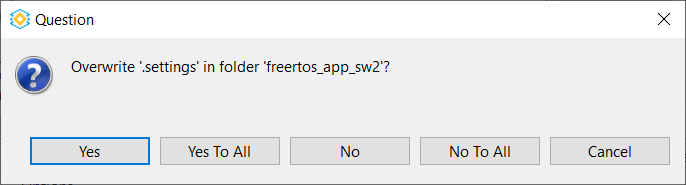 Question
Overwrite '.settings' in folder 'freertos_app_sw2'?
Yes
Yes To All
No
No To All
Cancel